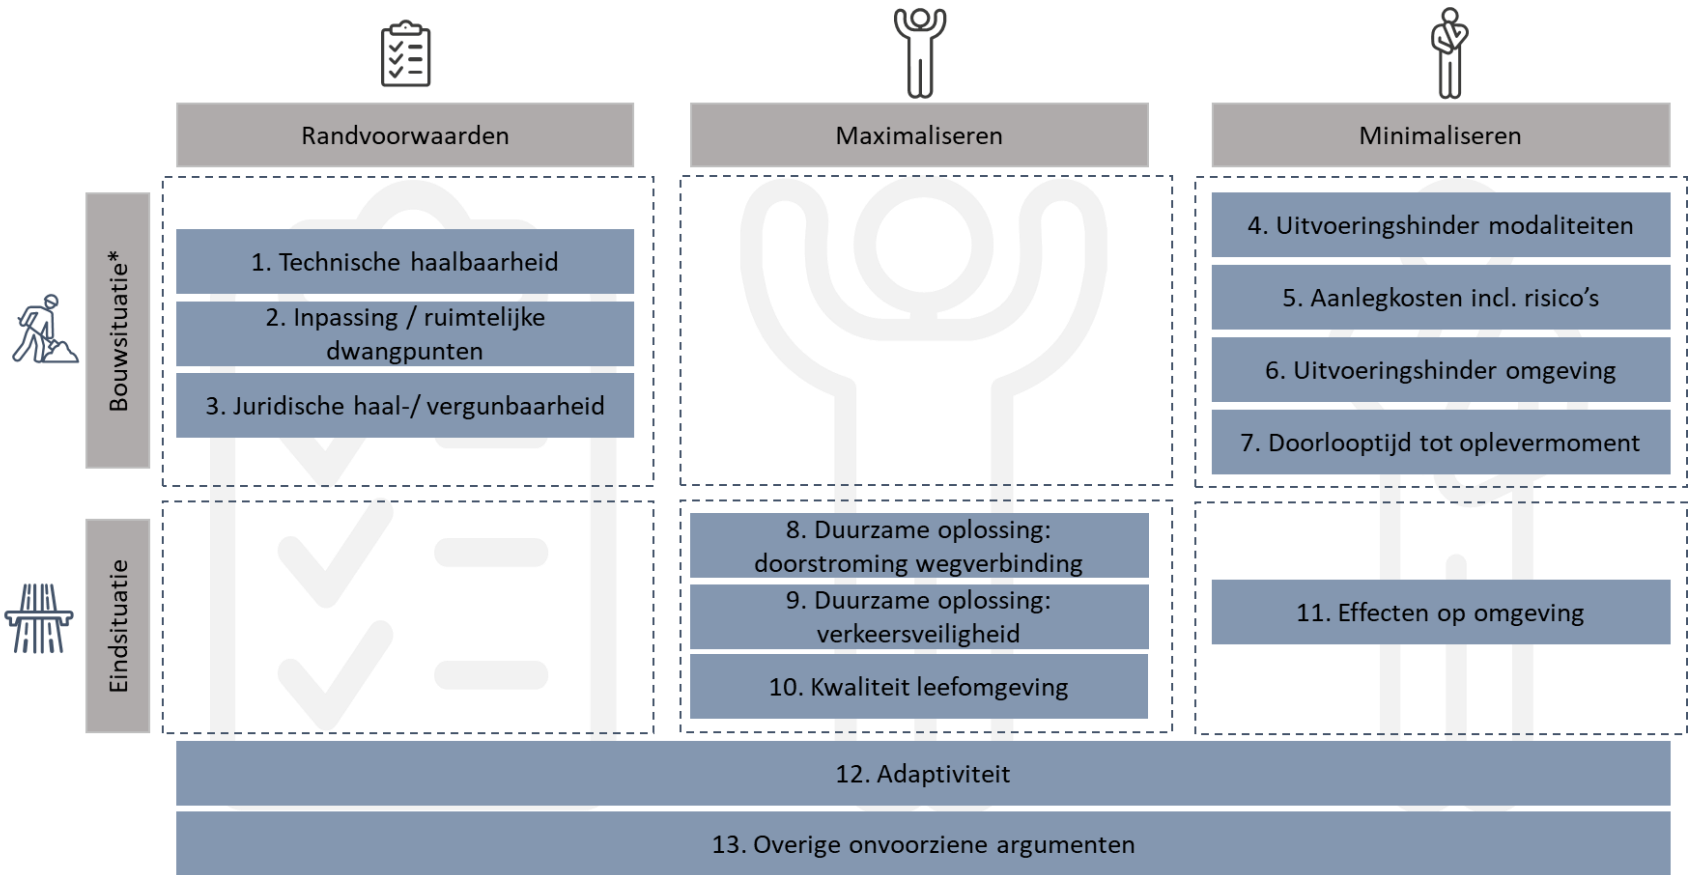 Randvoorwaarden
Maximaliseren
Minimaliseren
Bouwsituatie*
1. Technische haalbaarheid
2. Inpassing / ruimtelijke
dwangpunten
3. Juridische haal-/ vergunbaarheid
4. Uitvoeringshinder modaliteiten
5. Aanlegkosten incl. risico’s
6. Uitvoeringshinder omgeving
7. Doorlooptijd tot oplevermoment
Eindsituatie
8. Duurzame oplossing:
doorstroming wegverbinding
9. Duurzame oplossing:
verkeersveiligheid
10. Kwaliteit leefomgeving
11. Effecten op omgeving
12. Adaptiviteit
13. Overige onvoorziene argumenten